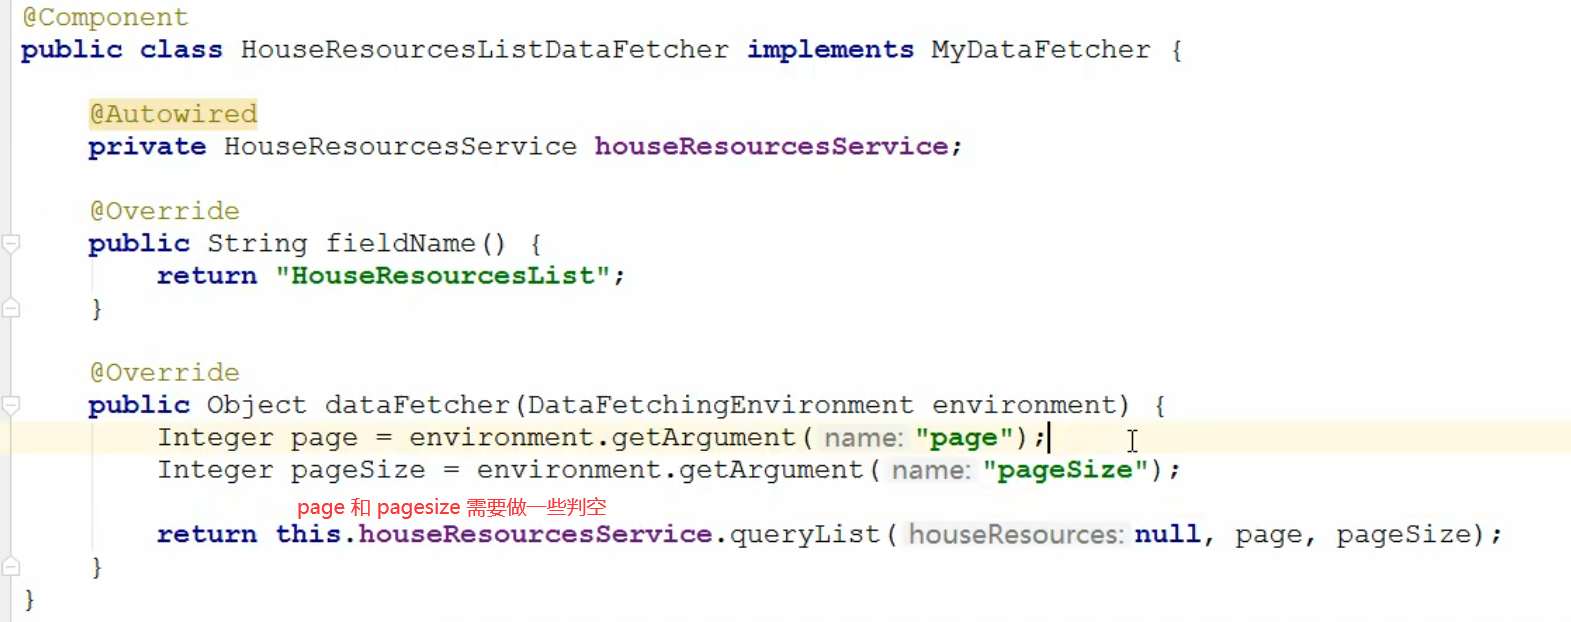 @Component
public class HouseResourcesListDataFetcher implements MyDataFetcher {
@Autowired
private HouseResourcesService houseResourcesService;
@Override
public String fieldName() {
return "HouseResourcesList";
}
@Override
public Object dataFetcher(DataFetchingEnvironment environment) {
Integer page = environment.getArgument( name: "page");
Integer pageSize = environment.getArgument( name: "pageSize");
page 和 pagesize 需要做一些判空
return this.houseResourcesService.queryList( houseResources: null, page, pageSize);
}
}